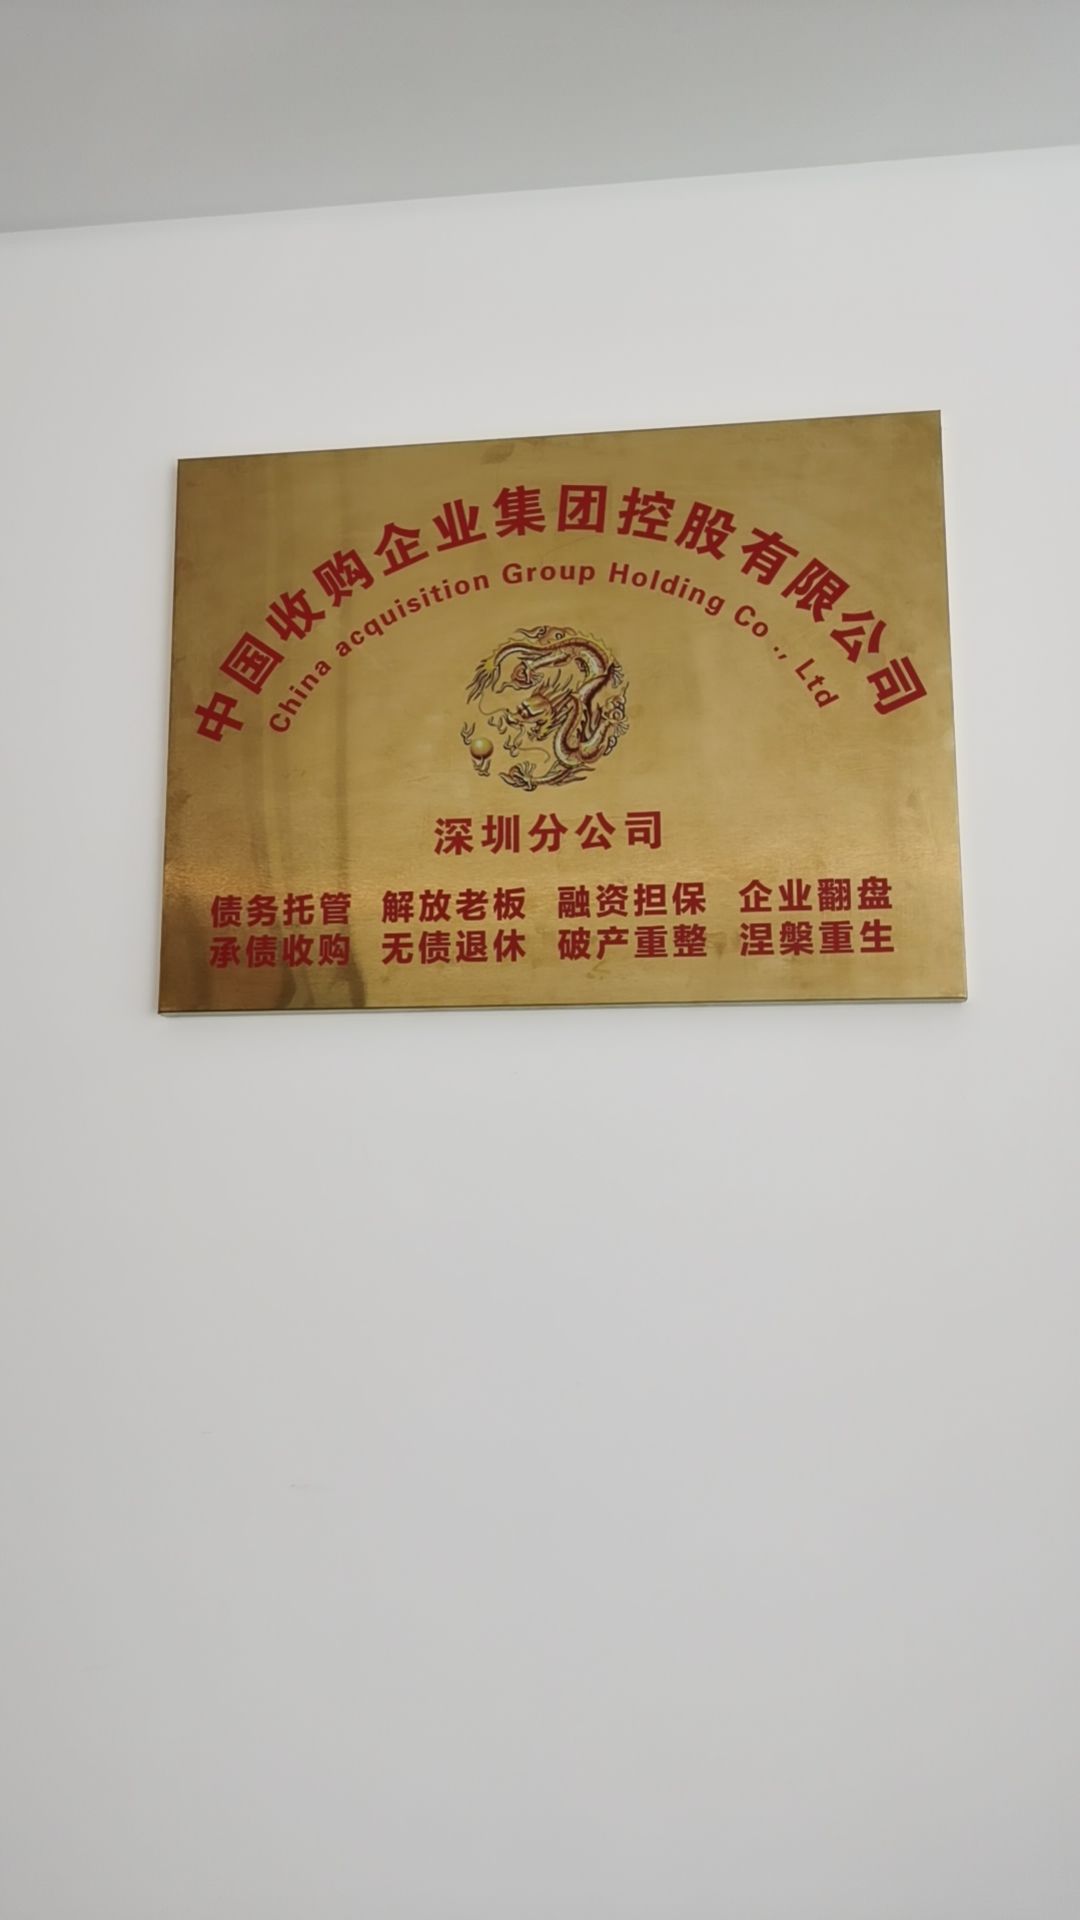 中国收购企业集团控股有限公司
China acquisition Group Holding Co ., Ltd
深圳分公司
债务托管 解放老板 融资担保 企业翻盘
承债收购 无债退休 破产重整 涅槃重生